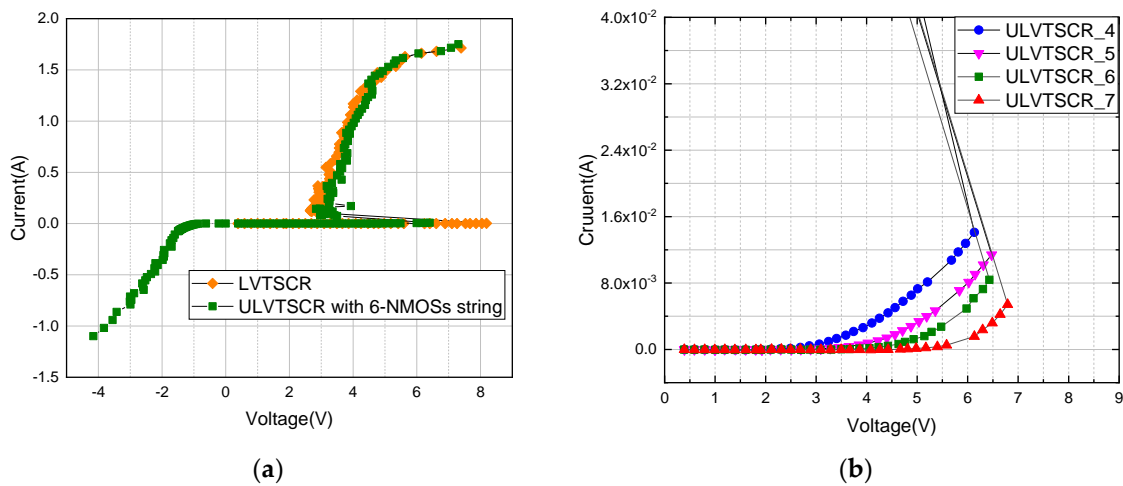 2.0
1.5
1.0
0.5
0.0
-0.5
-1.0
-1.5
Current(A)
-4 -2 0 2 4 6 8
Voltage(V)
LVTSCR
ULVTSCR with 6-NMOSs string
(a)
4.0x10-2
3.2x10-2
2.4x10-2
1.6x10-2
8.0x10-3
0.0
Cruuent(A)
0 1 2 3 4 5 6 7 8 9
Voltage(V)
ULVTSCR_4
ULVTSCR_5
ULVTSCR_6
ULVTSCR_7
(b)